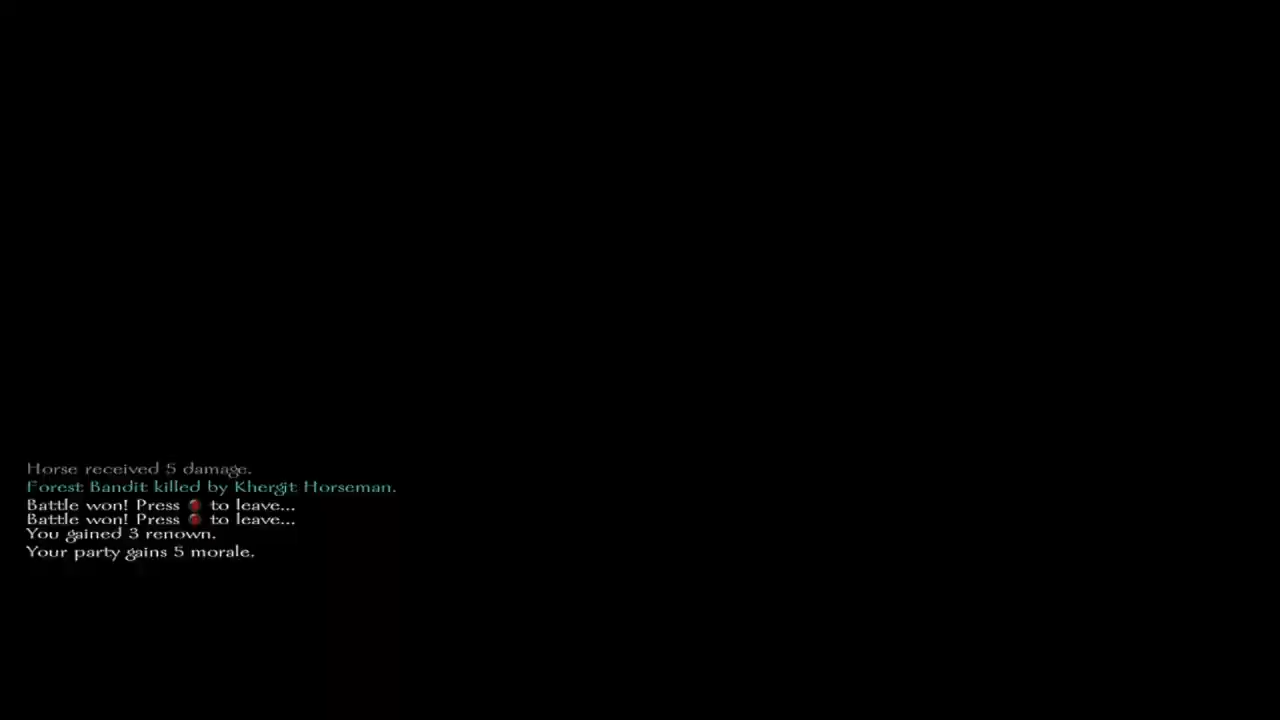 Horse received 5 damage.
Forest Bandit killed by Khergit Horseman.
Battle won! Press to leave...
Battle won! Press to leave...
You gained 3 renown.
Your party gains 5 morale.